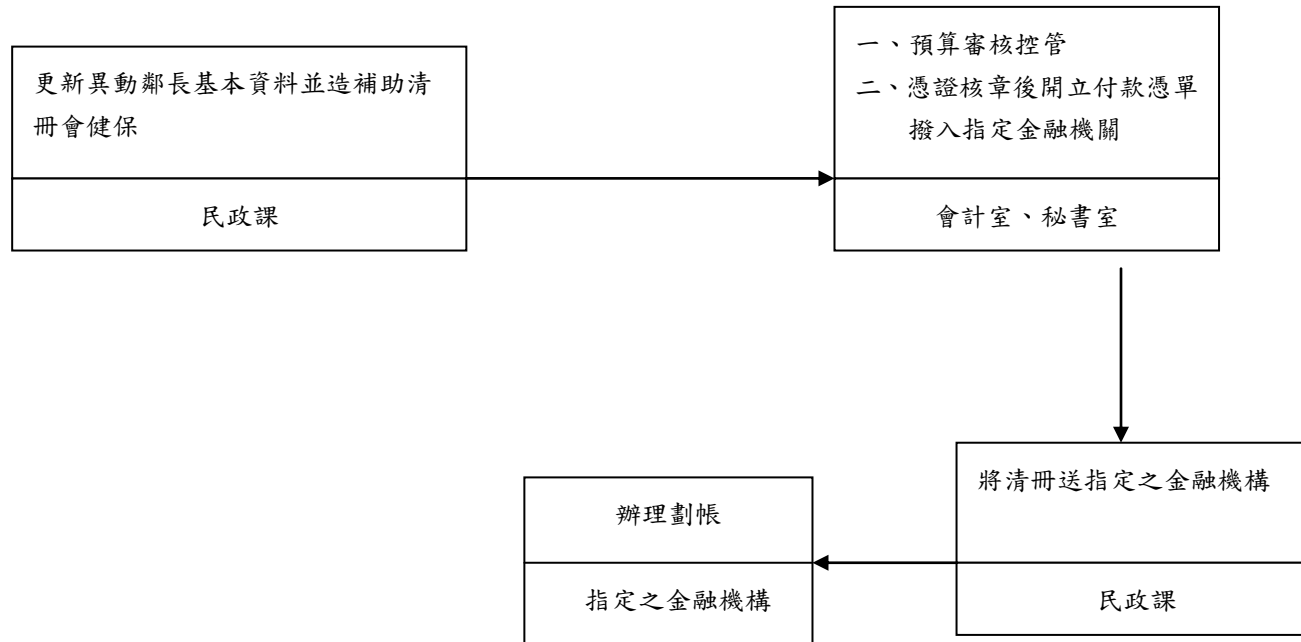 更新異動鄰長基本資料並造補助清
冊會健保
民政課
一、預算審核控管
二、憑證核章後開立付款憑單
撥入指定金融機關
會計室、秘書室
將清冊送指定之金融機構
民政課
辦理劃帳
指定之金融機構